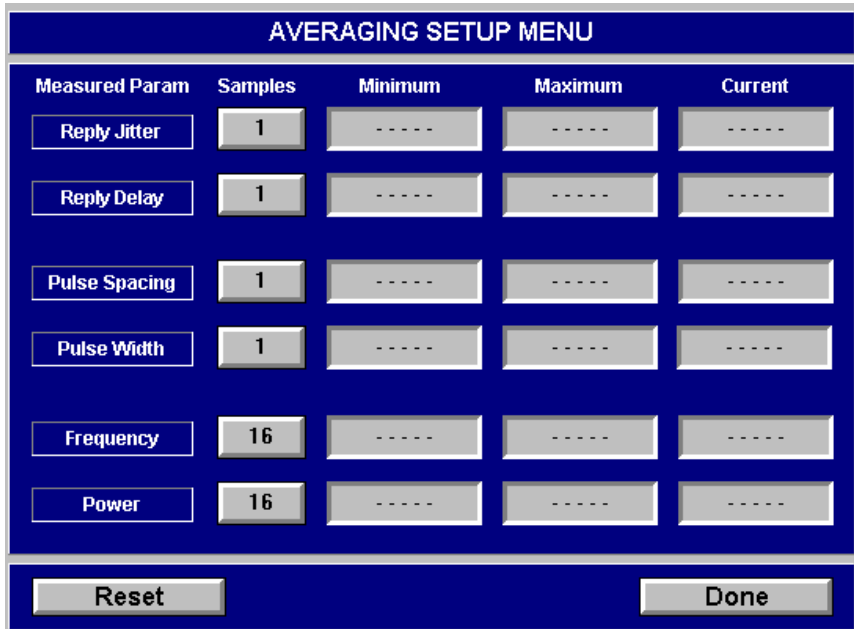 AVERAGING SETUP MENU
Measured Param Samples Minimum Maximum Current
Reply Jitter 1 - - - - - - - - - - - - - - -
Reply Delay 1 - - - - - - - - - - - - - - -
Pulse Spacing 1 - - - - - - - - - - - - - - -
Pulse Width 1 - - - - - - - - - - - - - - -
Frequency 16 - - - - - - - - - - - - - - -
Power 16 - - - - - - - - - - - - - - -
Reset Done